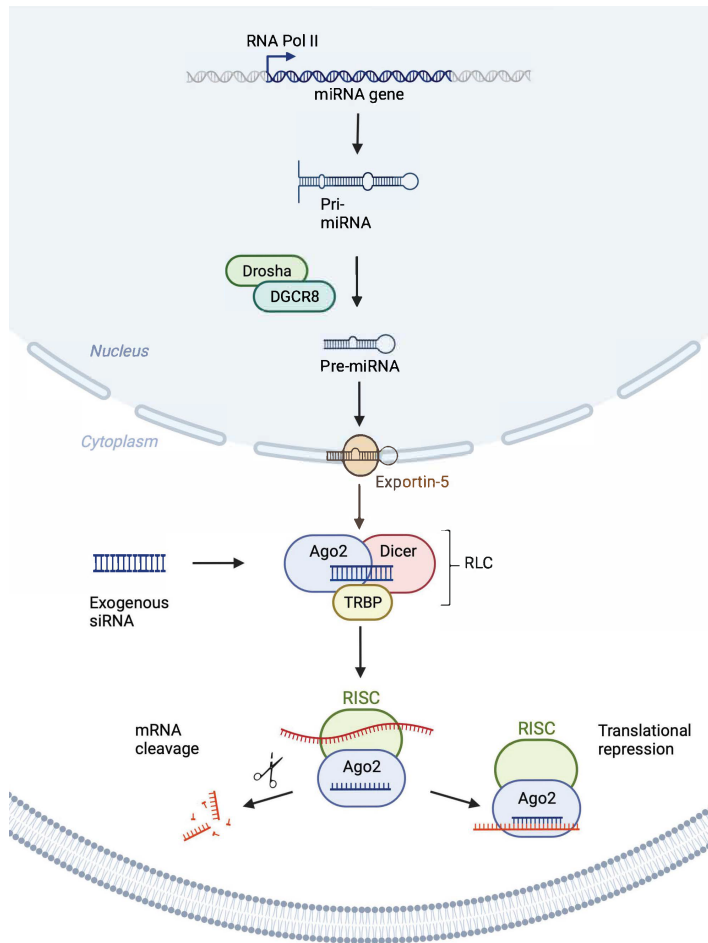 RNA Pol II
miRNA gene
Pri-
miRNA
Drosha
DGCR8
Nucleus
Pre-miRNA
Cytoplasm
Exportin-5
Ago2
Dicer
RLC
TRBP
Exogenous
siRNA
RISC
mRNA
cleavage
Ago2
RISC
Translational
repression
Ago2